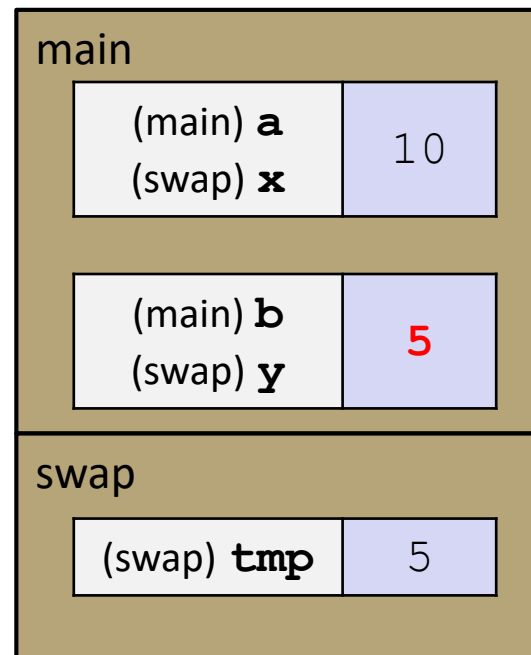 main
(main) a
(swap) x
10
(main) b
(swap) y
5
swap
(swap) tmp
5